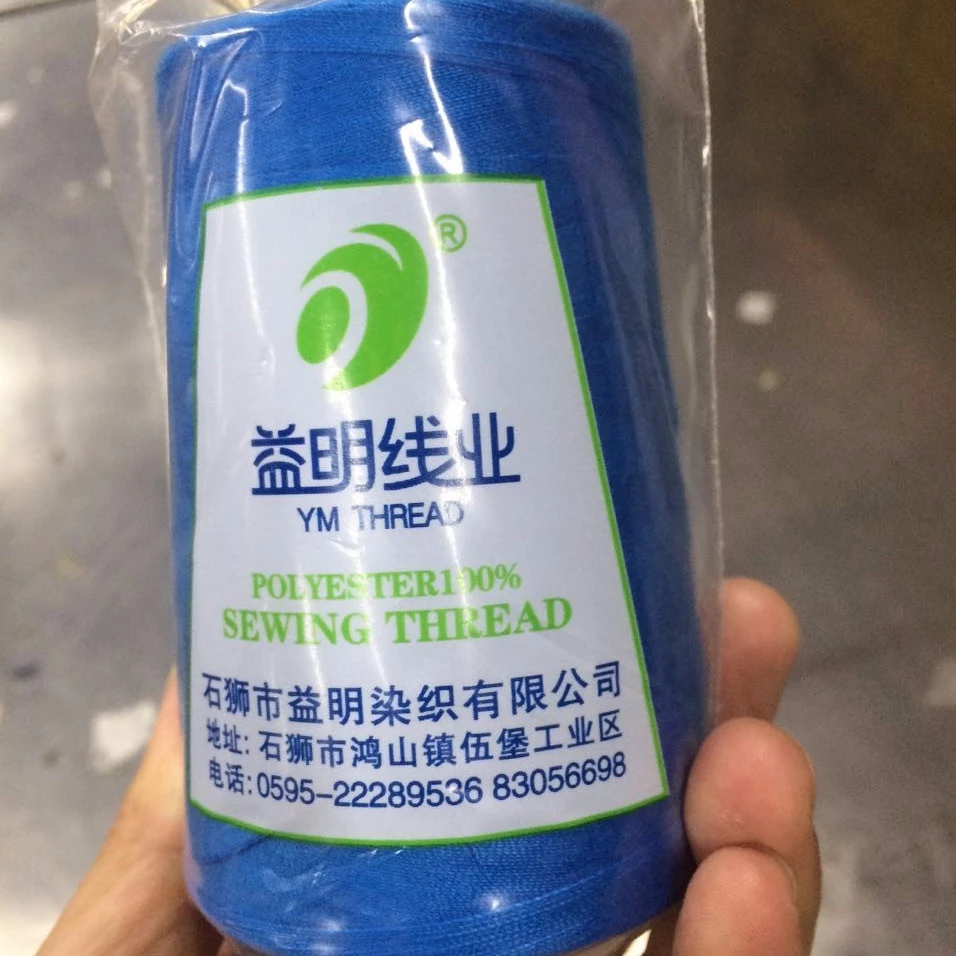 ®
益明线业
YM THREAD
POLYESTER100%
SEWING THREAD
石狮市益明染织有限公司
地址:石狮市鸿山镇伍堡工业区
电话:0595-22289536 83056698